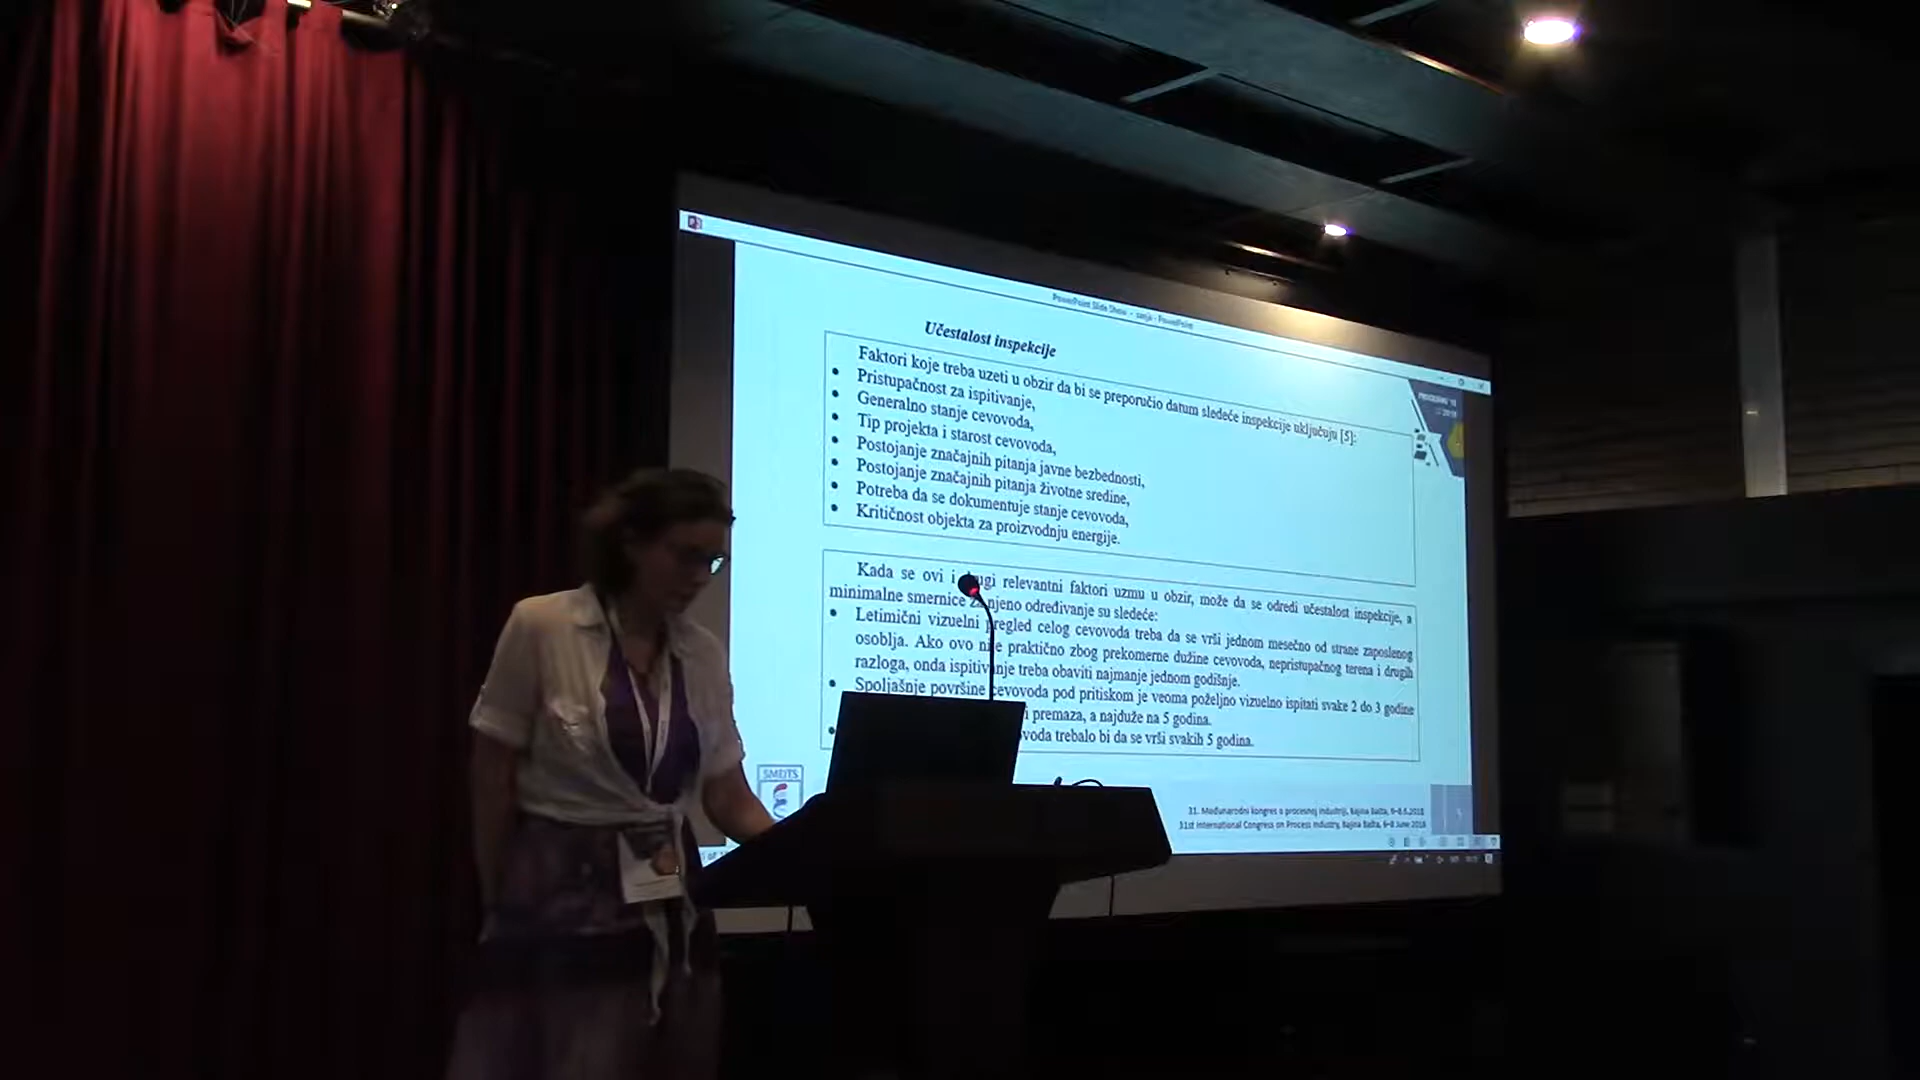 PowerPoint Slide Show - sanja - PowerPoint
Učestalost inspekcije
Faktori koje treba uzeti u obzir da bi se preporučio datum sledeće inspekcije uključuju [5]:
• Pristupačnost za ispitivanje,
• Generalno stanje cevovoda,
• Tip projekta i starost cevovoda,
• Postojanje značajnih pitanja javne bezbednosti,
• Postojanje značajnih pitanja životne sredine,
• Potreba da se dokumentuje stanje cevovoda,
• Kritičnost objekta za proizvodnju energije.
Kada se ovi i ugi relevantni faktori uzmu u obzir, može da se odredi učestalost inspekcije, a
minimalne smernice njeno određivanje su sledeće:
• Letimični vizuelni pregled celog cevovoda treba da se vrši jednom mesečno od strane zaposlenog
osoblja. Ako ovo nije praktično zbog prekomerne dužine cevovoda, nepristupačnog terena i drugih
razloga, onda ispitivanje treba obaviti najmanje jednom godišnje.
• Spoljašnje površine cevovoda pod pritiskom je veoma poželjno vizuelno ispitati svake 2 do 3 godine
i premaza, a najduže na 5 godina.
• voda trebalo bi da se vrši svakih 5 godina.
SMEITS
31. Međunarodni kongres o procesnoj industriji, Bajina Bašta, 6-8.6.2018
31st International Congress on Process Industry, Bajina Bašta, 6-8 June 2018